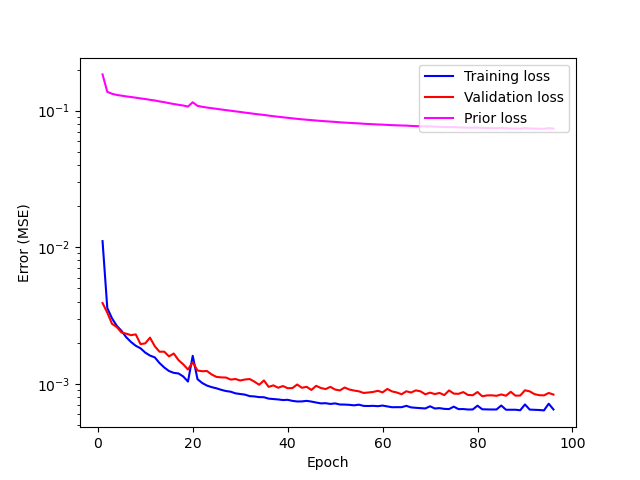 Training loss
Validation loss
Prior loss
10⁻¹
10⁻²
10⁻³
Error (MSE)
0 20 40 60 80 100
Epoch